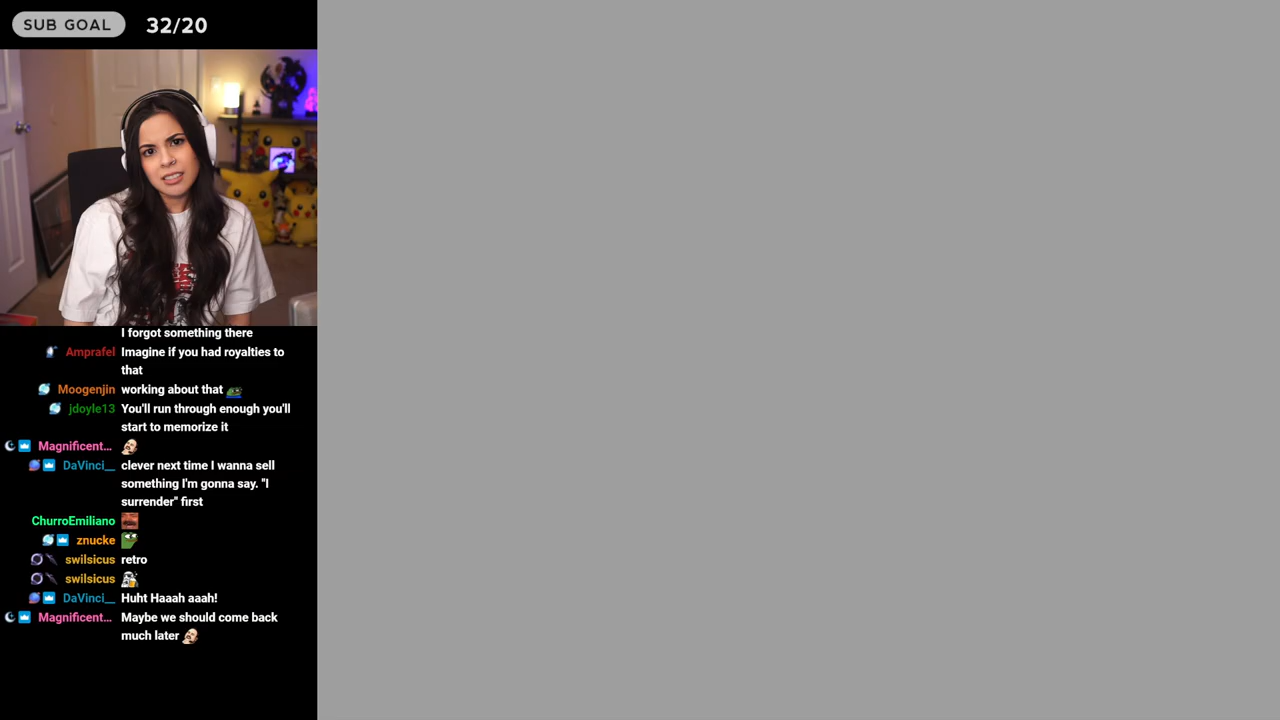 SUB GOAL 32/20
I forgot something there
Amprafel Imagine if you had royalties to
that
Moogenjin working about that
jdoyle13 You'll run through enough you'll
start to memorize it
Magnificent...
DaVinci__ clever next time I wanna sell
something I'm gonna say. "I
surrender" first
ChurroEmiliano
znucke
swilsicus retro
swilsicus
DaVinci__ Huht Haaah aaah!
Magnificent... Maybe we should come back
much later